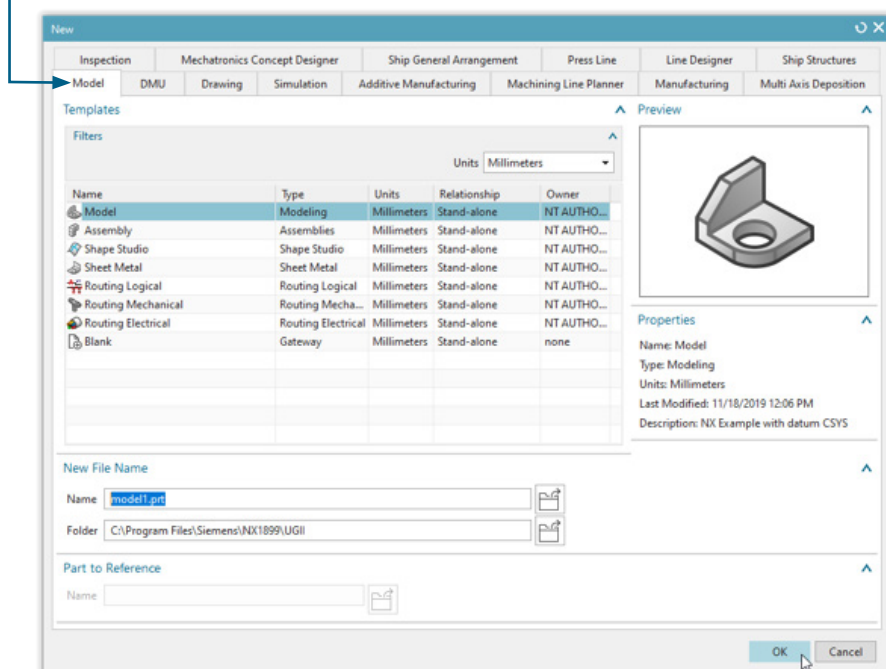 New
Inspection Mechatronics Concept Designer Ship General Arrangement Press Line Line Designer Ship Structures
Model DMU Drawing Simulation Additive Manufacturing Machining Line Planner Manufacturing Multi Axis Deposition
Templates
Filters
Units Millimeters
Name Type Units Relationship Owner
Model Modeling Millimeters Stand-alone NT AUTHO...
Assembly Assemblies Millimeters Stand-alone NT AUTHO...
Shape Studio Shape Studio Millimeters Stand-alone NT AUTHO...
Sheet Metal Sheet Metal Millimeters Stand-alone NT AUTHO...
Routing Logical Routing Logical Millimeters Stand-alone NT AUTHO...
Routing Mechanical Routing Mecha... Millimeters Stand-alone NT AUTHO...
Routing Electrical Routing Electrical Millimeters Stand-alone NT AUTHO...
Blank Gateway Millimeters Stand-alone none
Preview
Properties
Name: Model
Type: Modeling
Units: Millimeters
Last Modified: 11/18/2019 12:06 PM
Description: NX Example with datum CSYS
New File Name
Name model1.prt
Folder C:\Program Files\Siemens\NX1899\UGII
Part to Reference
Name
OK Cancel